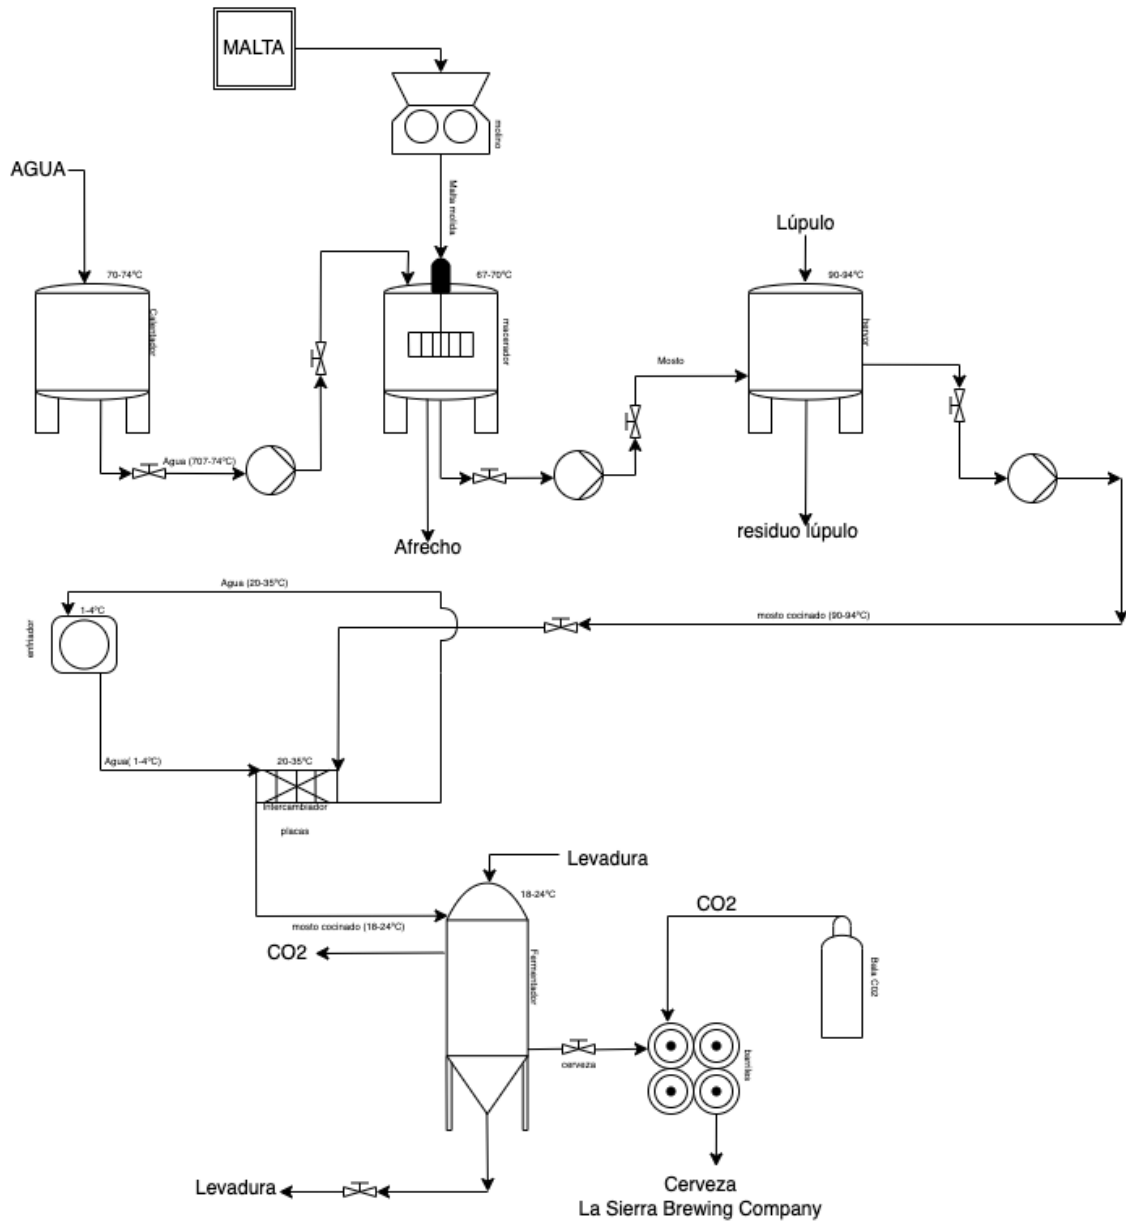 MALTA
molino
AGUA
Malta molida
Lúpulo
70-74ºC
67-70ºC
90-94ºC
Calentador
macerador
hervor
Mosto
Agua (707-74ºC)
residuo lúpulo
Afrecho
Agua (20-35ºC)
1-4ºC
enfriador
mosto cocinado (90-94ºC)
Agua( 1-4ºC)
20-35ºC
Intercambiador
placas
Levadura
18-24ºC
mosto cocinado (18-24ºC)
CO2
CO2
Fermentador
Bala C02
cerveza
barriles
Levadura
Cerveza
La Sierra Brewing Company